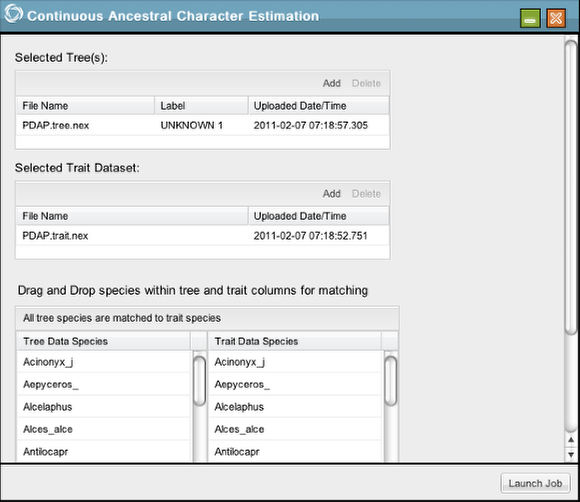 Continuous Ancestral Character Estimation
Selected Tree(s):
Add Delete
File Name Label Uploaded Date/Time
PDAP.tree.nex UNKNOWN 1 2011-02-07 07:18:57.305
Selected Trait Dataset:
Add Delete
File Name Uploaded Date/Time
PDAP.trait.nex 2011-02-07 07:18:52.751
Drag and Drop species within tree and trait columns for matching
All tree species are matched to trait species
Tree Data Species Trait Data Species
Acinonyx_j Acinonyx_j
Aepyceros_ Aepyceros_
Alcelaphus Alcelaphus
Alces_alce Alces_alce
Antilocapr Antilocapr
Launch Job